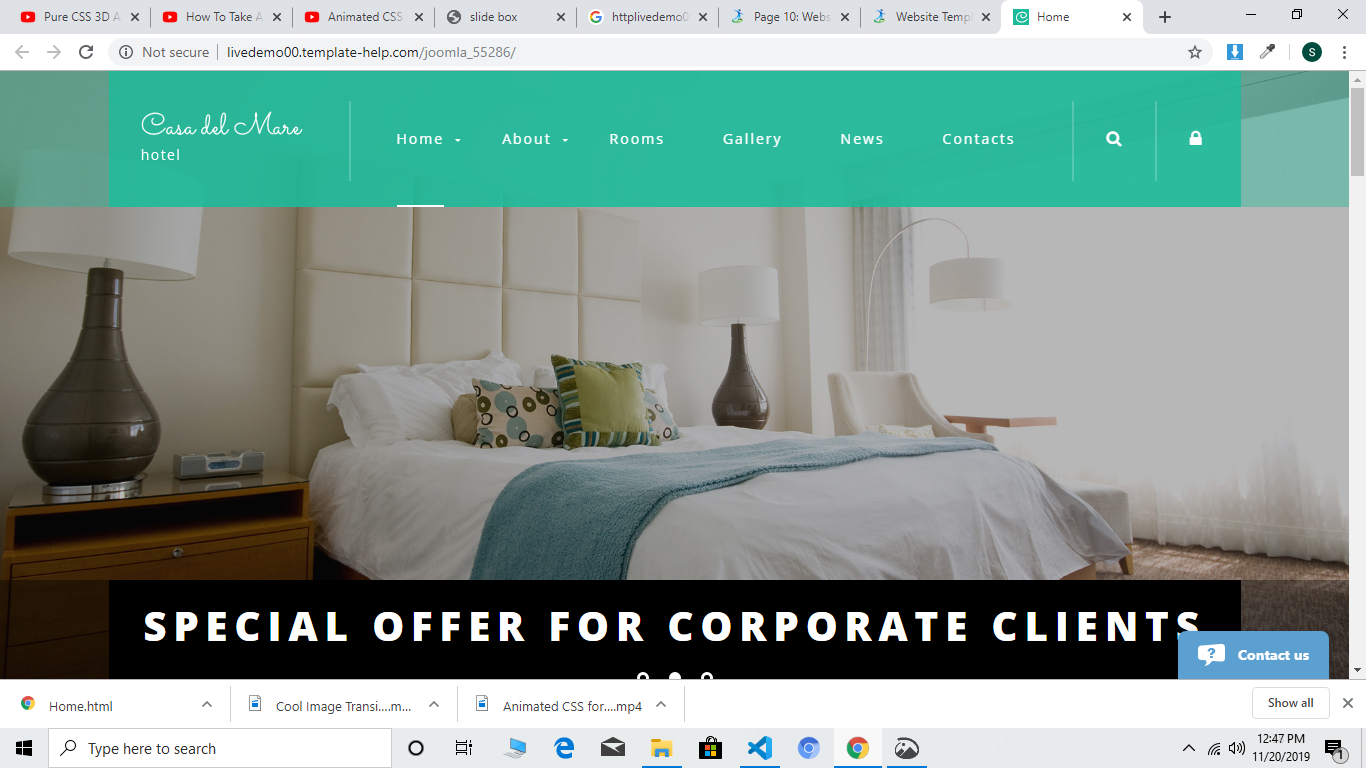 Pure CSS 3D A
How To Take A
Animated CSS
slide box
httplivedemo0
Page 10: Webs
Website Temp
Home
Not secure
livedemo00.template-help.com/joomla_55286/
S
Casa del Mare
hotel
Home
About
Rooms
Gallery
News
Contacts
SPECIAL OFFER FOR CORPORATE CLIENTS
Contact us
Home.html
Cool Image Transi....m...
Animated CSS for....mp4
Show all
Type here to search
12:47 PM
11/20/2019
1